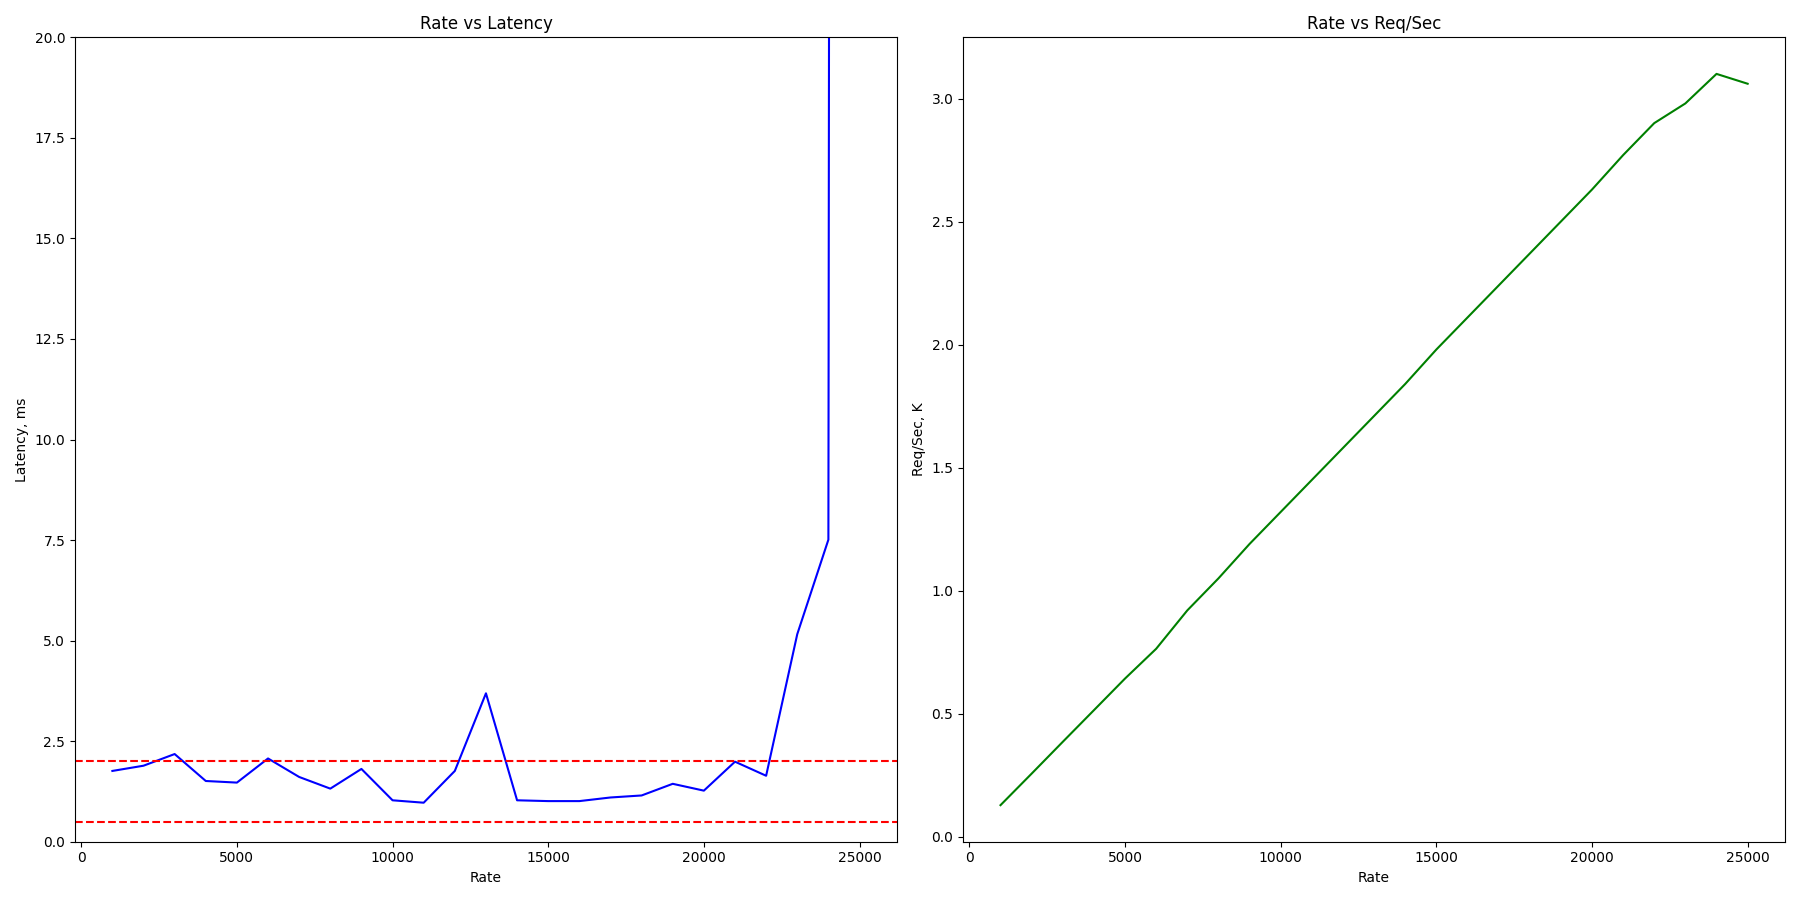 Rate vs Latency
20.0
17.5
15.0
12.5
10.0
7.5
5.0
2.5
0.0
Latency, ms
0 5000 10000 15000 20000 25000
Rate
Rate vs Req/Sec
3.0
2.5
2.0
1.5
1.0
0.5
0.0
Req/Sec, K
0 5000 10000 15000 20000 25000
Rate